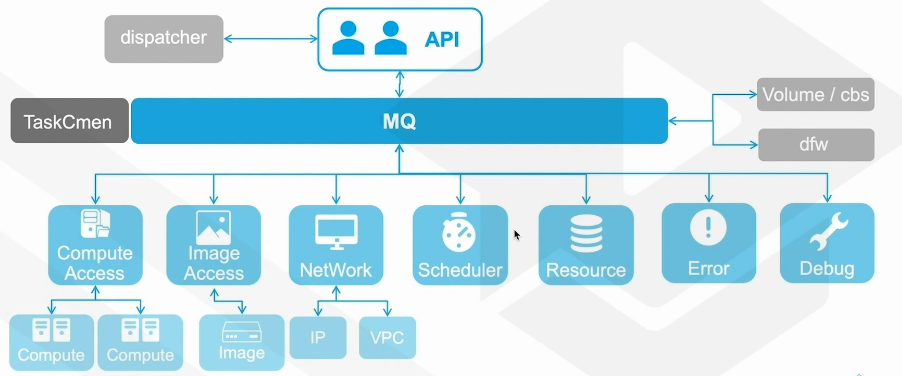 dispatcher
API
TaskCmen
MQ
Volume / cbs
dfw
Compute
Access
Image
Access
NetWork
Scheduler
Resource
Error
Debug
Compute
Compute
Image
IP
VPC